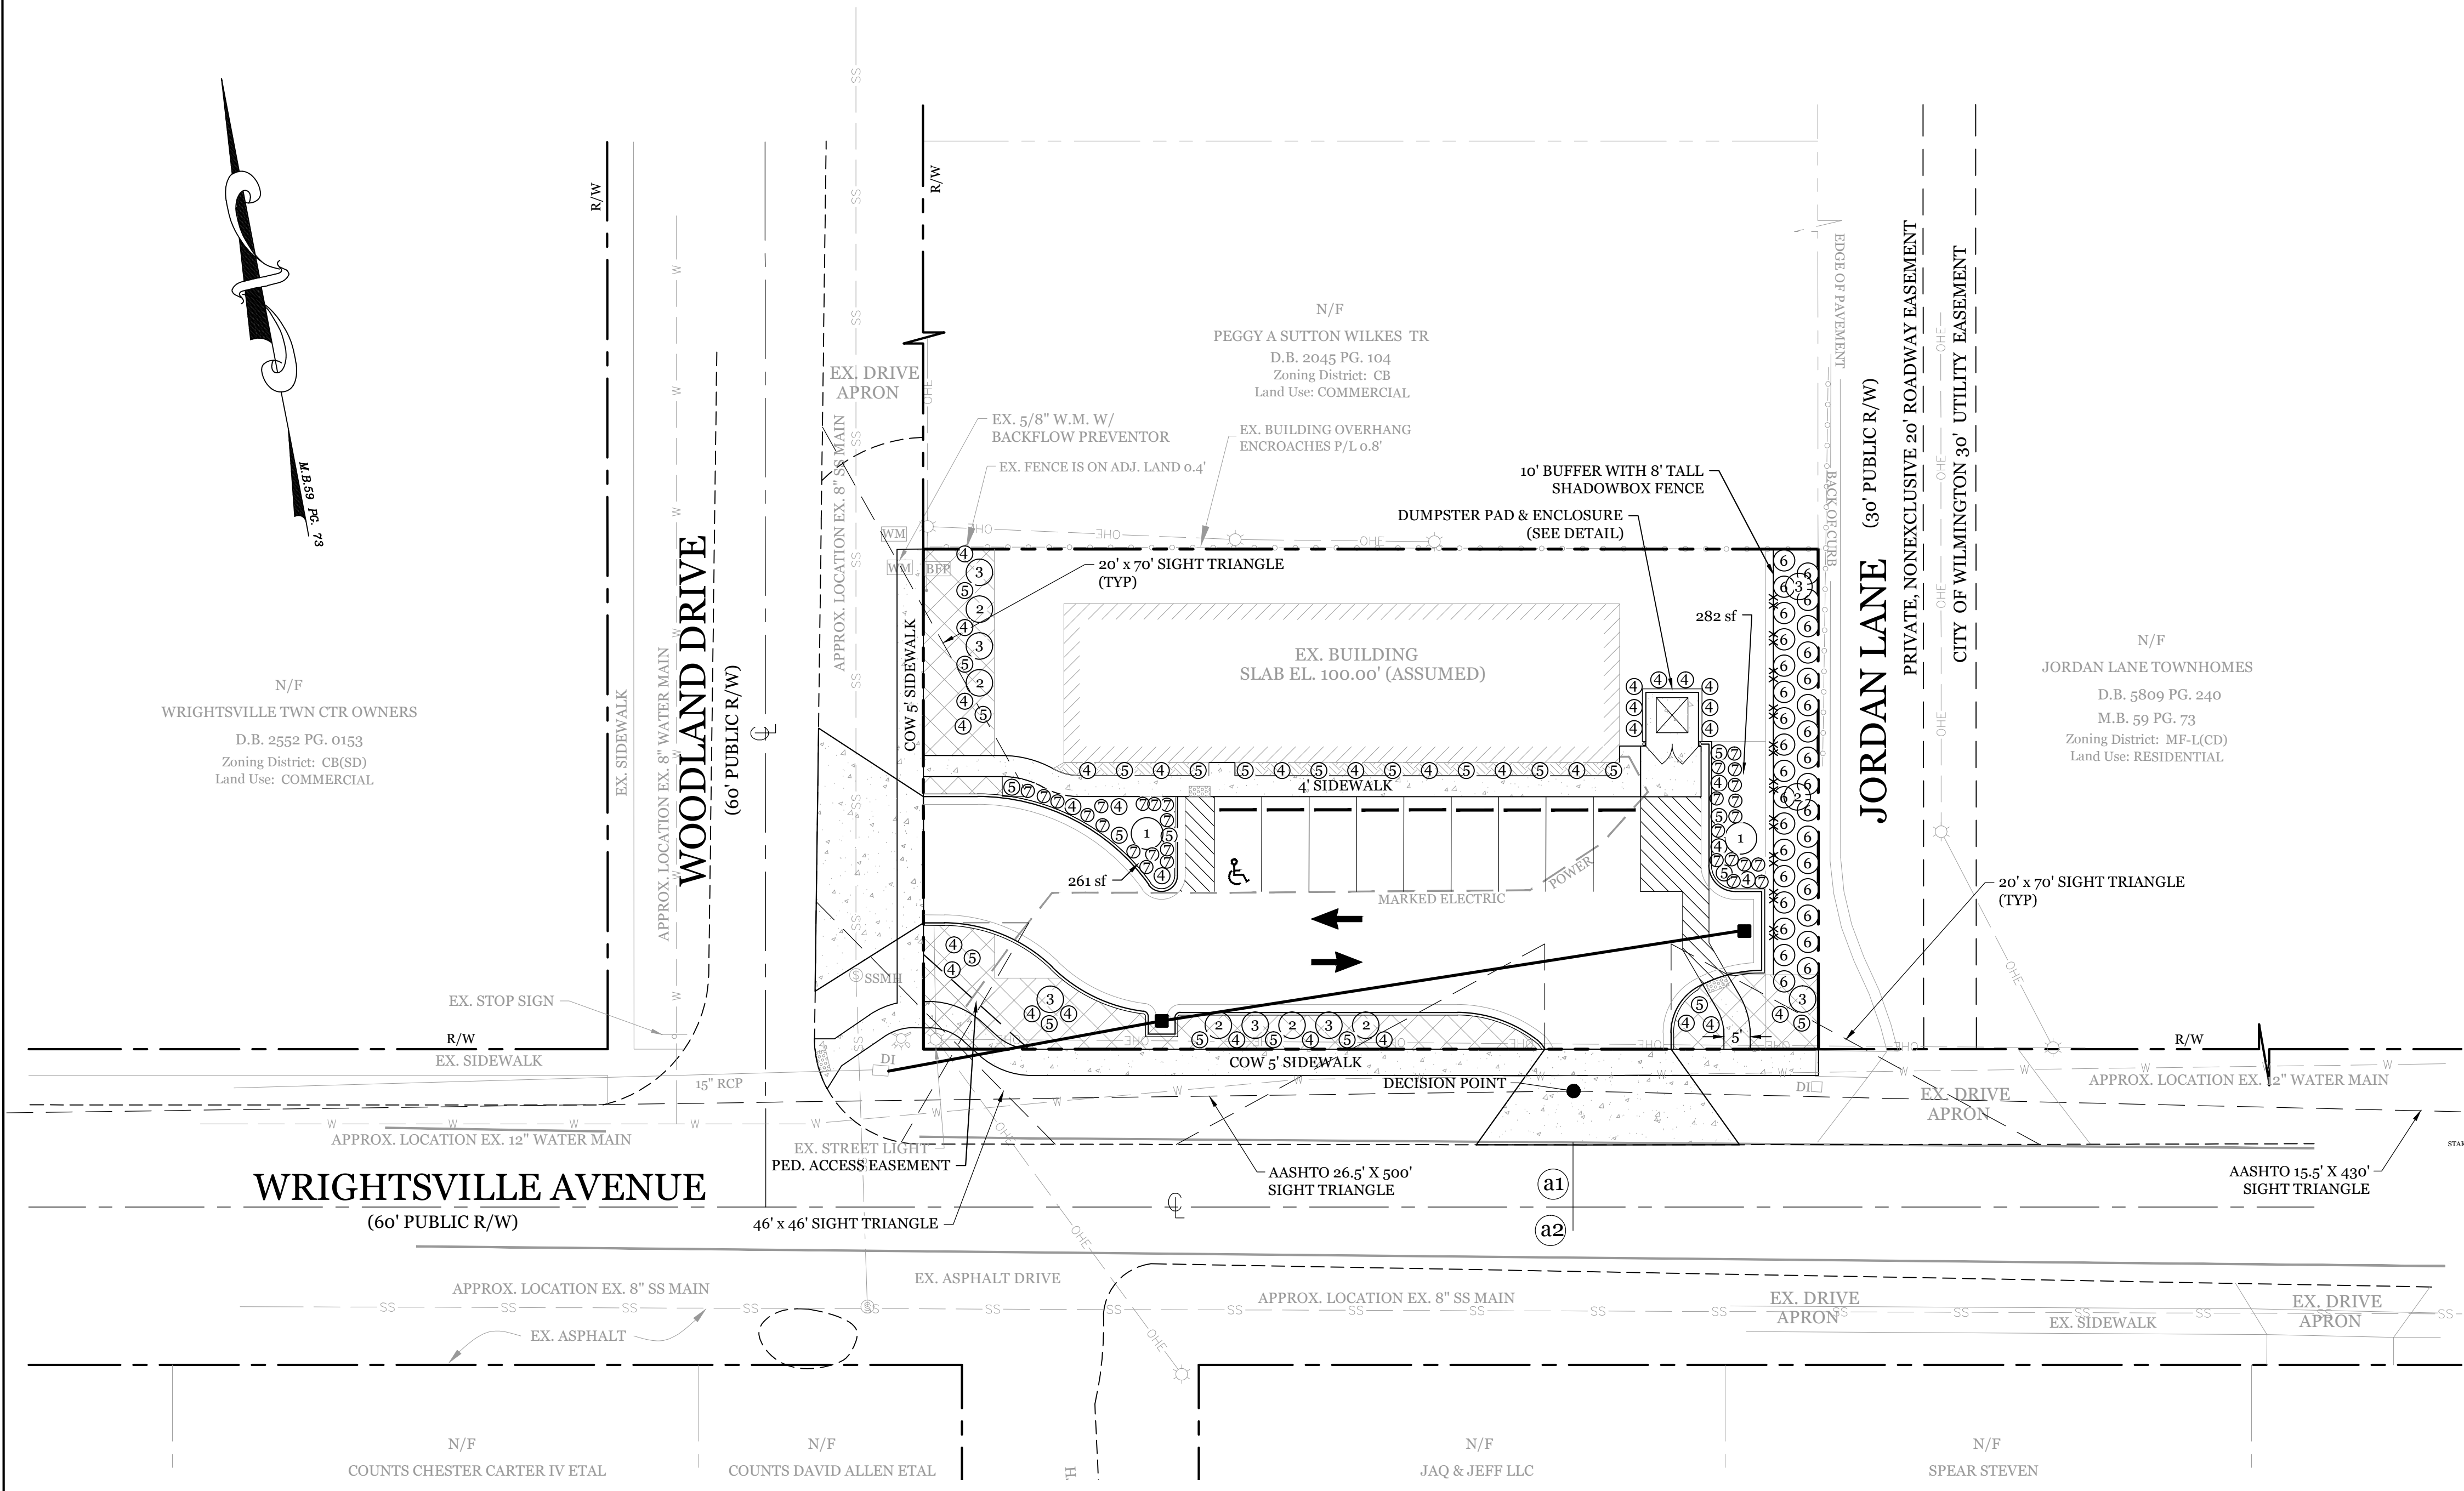 M.B.59 PG. 73
R/W
R/W
N/F
PEGGY A SUTTON WILKES TR
D.B. 2045 PG. 104
Zoning District: CB
Land Use: COMMERCIAL
EX. DRIVE
APRON
EX. 5/8" W.M. W/
BACKFLOW PREVENTOR
EX. FENCE IS ON ADJ. LAND 0.4'
EX. BUILDING OVERHANG
ENCROACHES P/L 0.8'
10' BUFFER WITH 8' TALL
SHADOWBOX FENCE
DUMPSTER PAD & ENCLOSURE
(SEE DETAIL)
20' x 70' SIGHT TRIANGLE
(TYP)
282 sf
EX. BUILDING
SLAB EL. 100.00' (ASSUMED)
WM
WM
BFP
EDGE OF PAVEMENT
BACK OF CURB
JORDAN LANE
(30' PUBLIC R/W)
PRIVATE, NONEXCLUSIVE 20' ROADWAY EASEMENT
CITY OF WILMINGTON 30' UTILITY EASEMENT
N/F
JORDAN LANE TOWNHOMES
D.B. 5809 PG. 240
M.B. 59 PG. 73
Zoning District: MF-L(CD)
Land Use: RESIDENTIAL
N/F
WRIGHTSVILLE TWN CTR OWNERS
D.B. 2552 PG. 0153
Zoning District: CB(SD)
Land Use: COMMERCIAL
EX. SIDEWALK
APPROX. LOCATION EX. 8" WATER MAIN
WOODLAND DRIVE
(60' PUBLIC R/W)
APPROX. LOCATION EX. 8" SS MAIN
COW 5' SIDEWALK
4' SIDEWALK
261 sf
MARKED ELECTRIC
POWER
20' x 70' SIGHT TRIANGLE
(TYP)
EX. STOP SIGN
SSMH
R/W
EX. SIDEWALK
15" RCP
DI
5'
COW 5' SIDEWALK
DECISION POINT
DI
R/W
APPROX. LOCATION EX. 12" WATER MAIN
EX. DRIVE
APRON
APPROX. LOCATION EX. 12" WATER MAIN
EX. STREET LIGHT
PED. ACCESS EASEMENT
AASHTO 26.5' X 500'
SIGHT TRIANGLE
AASHTO 15.5' X 430'
SIGHT TRIANGLE
WRIGHTSVILLE AVENUE
(60' PUBLIC R/W)
46' x 46' SIGHT TRIANGLE
a1
a2
EX. ASPHALT DRIVE
APPROX. LOCATION EX. 8" SS MAIN
APPROX. LOCATION EX. 8" SS MAIN
EX. DRIVE
APRON
EX. SIDEWALK
EX. DRIVE
APRON
EX. ASPHALT
N/F
COUNTS CHESTER CARTER IV ETAL
N/F
COUNTS DAVID ALLEN ETAL
N/F
JAQ & JEFF LLC
N/F
SPEAR STEVEN